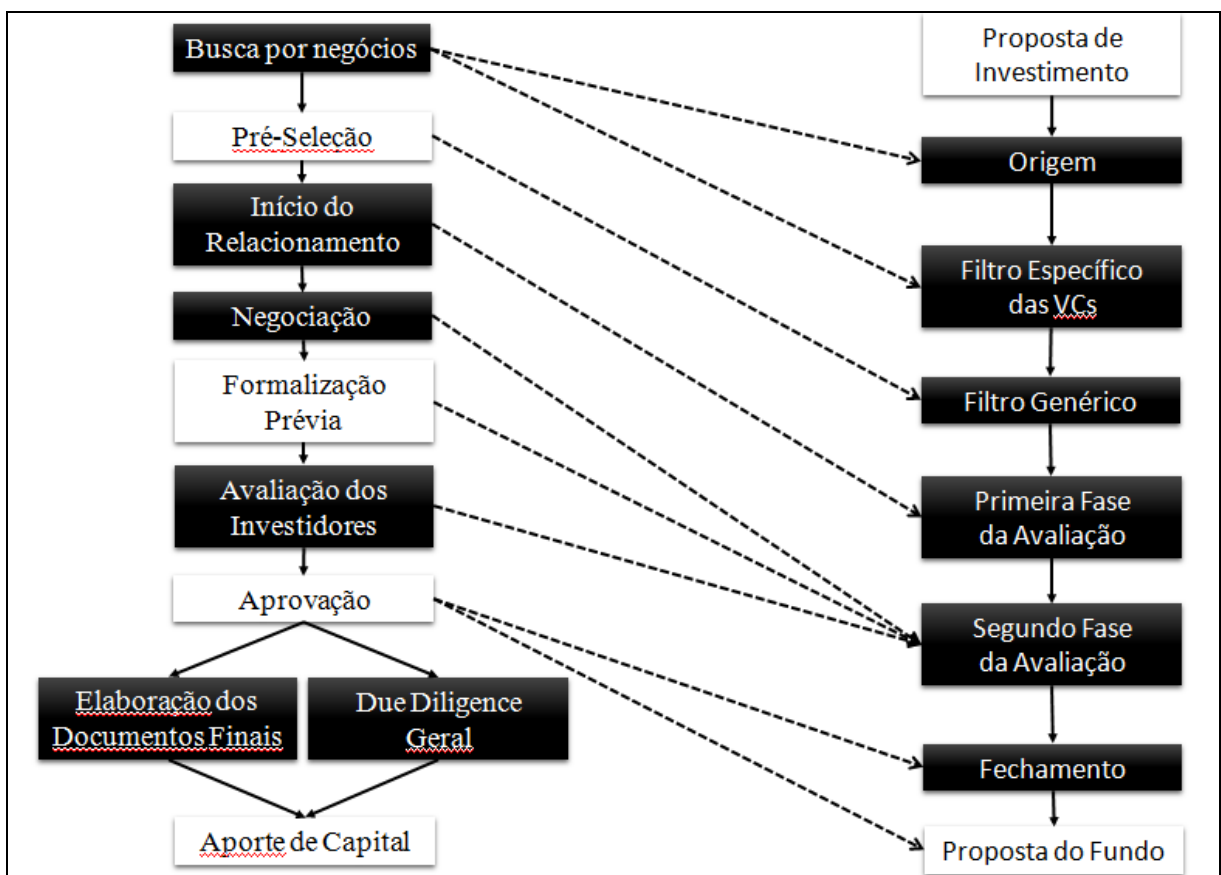 Busca por negócios
Pré-Seleção
Início do
Relacionamento
Negociação
Formalização
Prévia
Avaliação dos
Investidores
Aprovação
Elaboração dos
Documentos Finais
Due Diligence
Geral
Aporte de Capital
Proposta de
Investimento
Origem
Filtro Específico
das VCs
Filtro Genérico
Primeira Fase
da Avaliação
Segundo Fase
da Avaliação
Fechamento
Proposta do Fundo